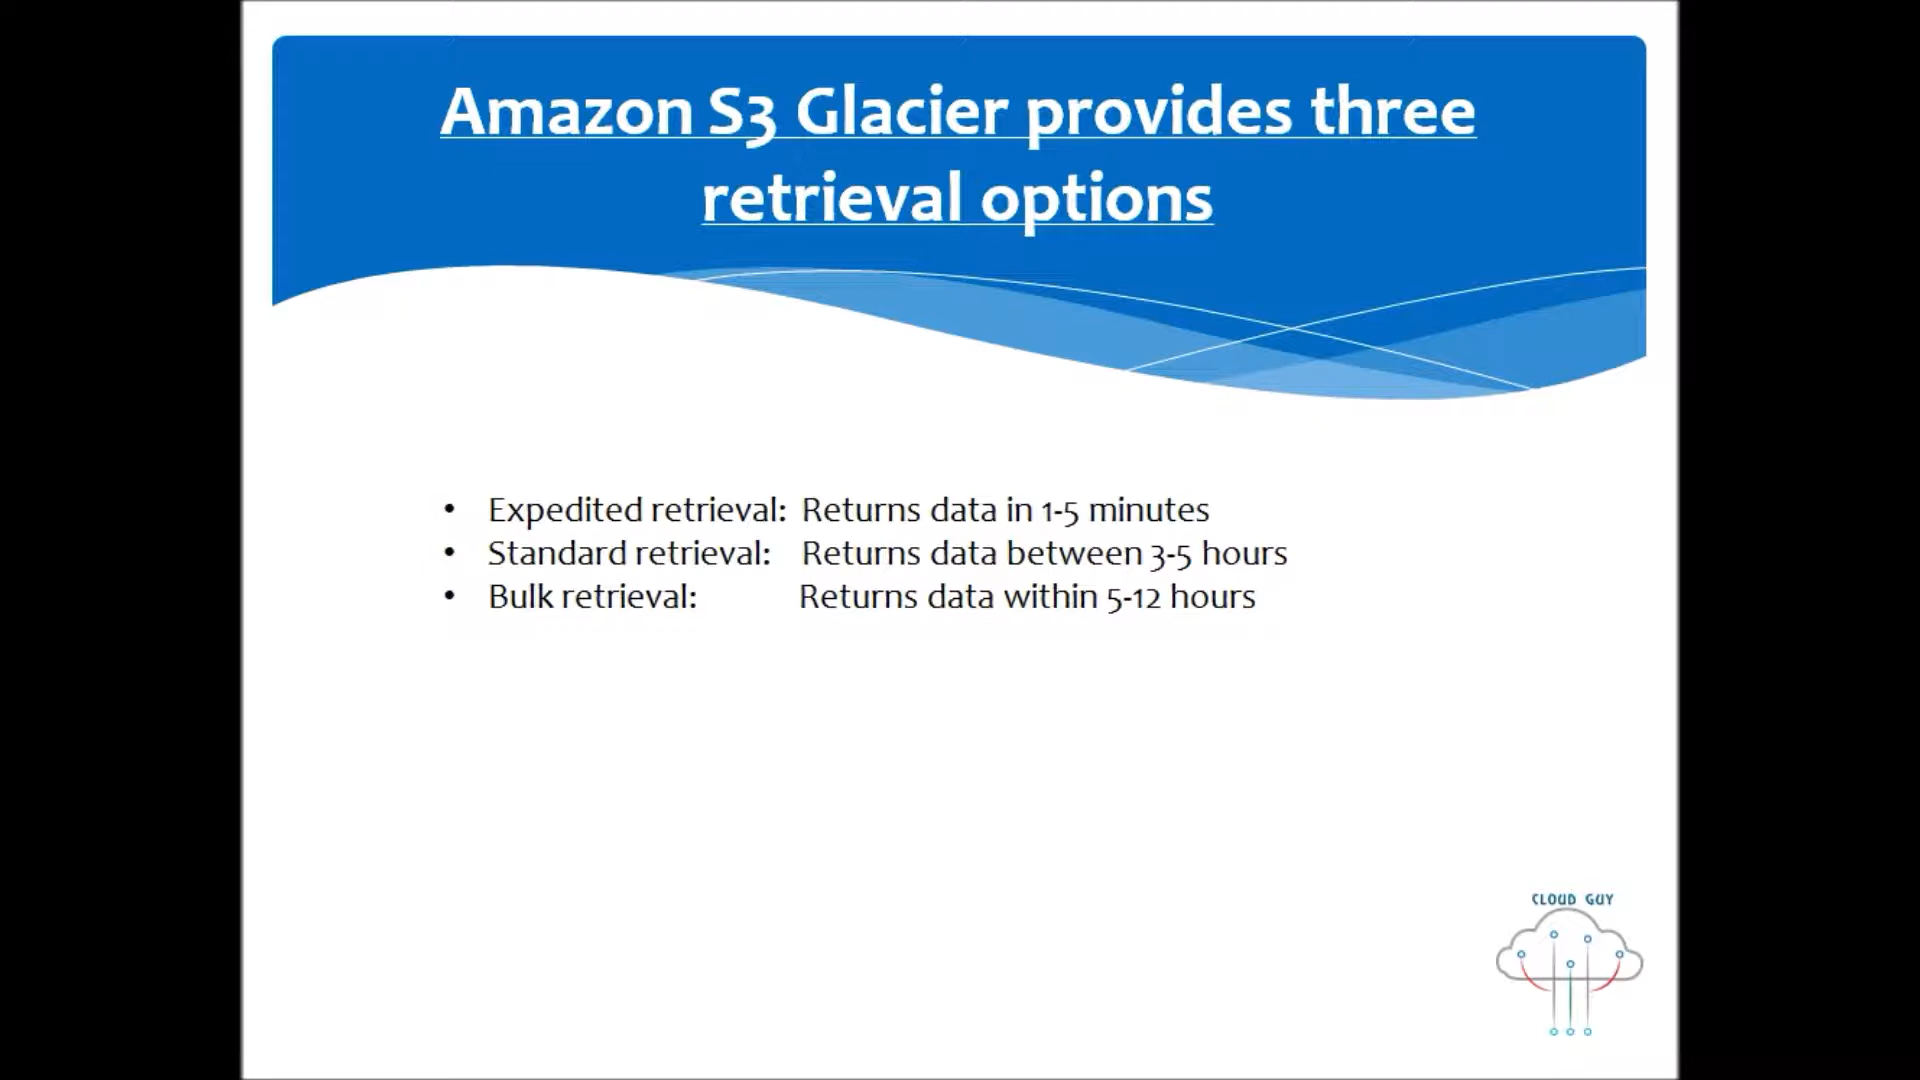 Amazon S3 Glacier provides three
retrieval options
• Expedited retrieval: Returns data in 1-5 minutes
• Standard retrieval: Returns data between 3-5 hours
• Bulk retrieval: Returns data within 5-12 hours
CLOUD GUY